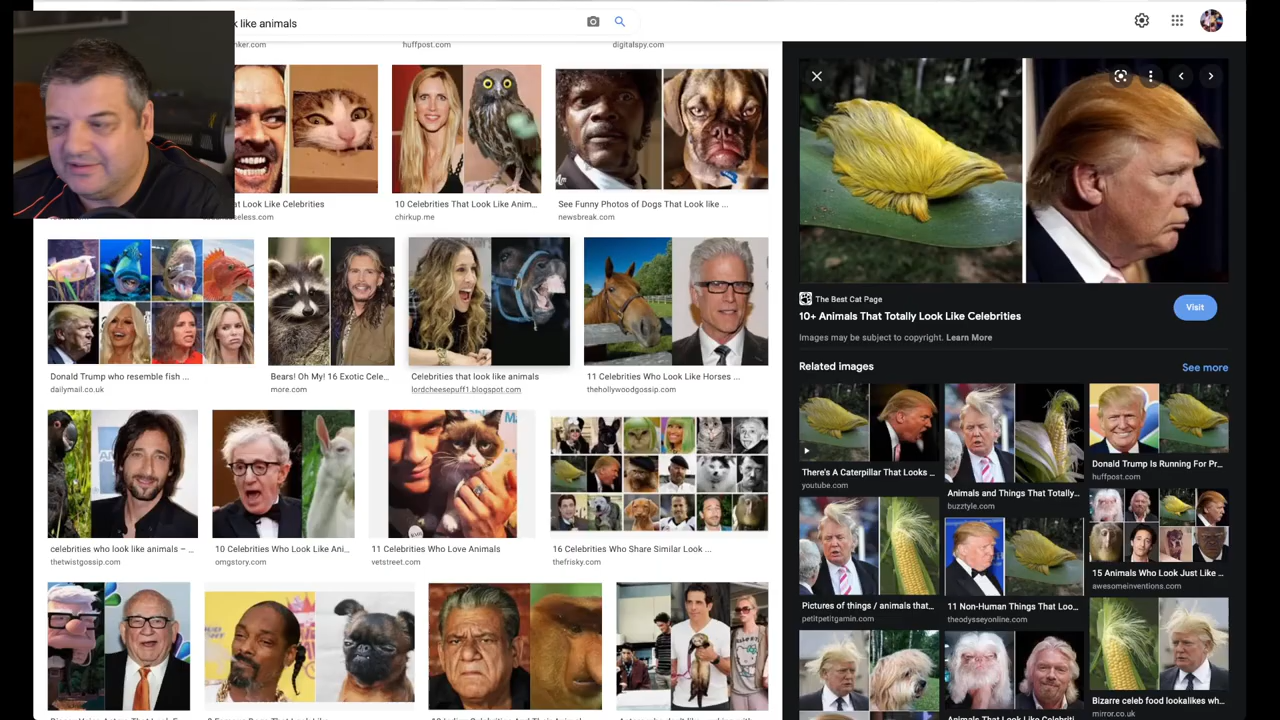 k like animals
nker.com
huffpost.com
digitalspy.com
at Look Like Celebrities
10 Celebrities That Look Like Anim...
chirkup.me
See Funny Photos of Dogs That Look like ...
newsbreak.com
Donald Trump who resemble fish ...
dailymail.co.uk
Bears! Oh My! 16 Exotic Cele...
more.com
Celebrities that look like animals
lordcheesepuff1.blogspot.com
11 Celebrities Who Look Like Horses ...
thehollywoodgossip.com
celebrities who look like animals – ...
thetwistgossip.com
10 Celebrities Who Look Like Ani...
omgstory.com
11 Celebrities Who Love Animals
vetstreet.com
16 Celebrities Who Share Similar Look ...
thefrisky.com
The Best Cat Page
10+ Animals That Totally Look Like Celebrities
Visit
Images may be subject to copyright. Learn More
Related images
See more
There's A Caterpillar That Looks ...
youtube.com
Animals and Things That Totally...
buzztyle.com
Donald Trump Is Running For Pr...
huffpost.com
Pictures of things / animals that...
petitpetitgamin.com
11 Non-Human Things That Loo...
theodysseyonline.com
15 Animals Who Look Just Like ...
awesomeinventions.com
Bizarre celeb food lookalikes wh...
mirror.co.uk